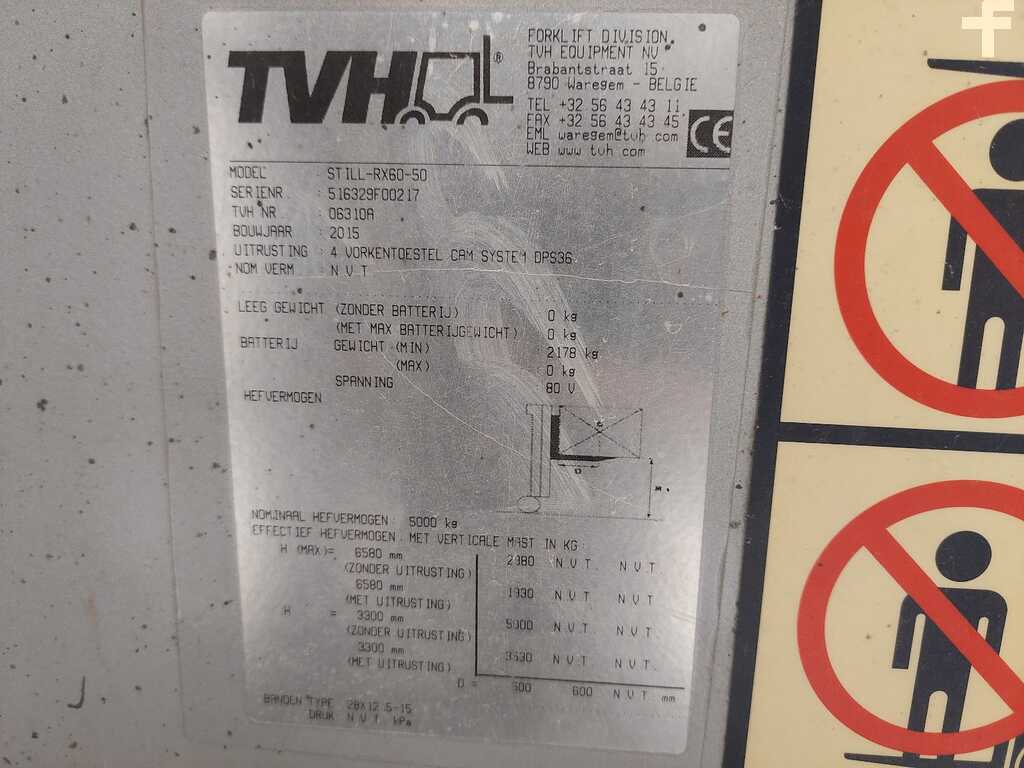 TVH®
FORKLIFT DIVISION
TVH EQUIPMENT NV
Brabantstraat 15
8790 Waregem - BELGIE
TEL +32 56 43 43 11
FAX +32 56 43 43 45
EML waregem@tvh com
WEB www tvh com
CE
MODEL : STILL-RX60-50
SERIENR : 516329F00217
TVH NR : 06310A
BOUWJAAR : 2015
UITRUSTING : 4 VORKENTOESTEL CAM SYSTEM DPS36
NOM VERM : N.V.T
LEEG GEWICHT (ZONDER BATTERIJ) 0 kg
(MET MAX BATTERIJGEWICHT) 0 kg
BATTERIJ GEWICHT (MIN) 2178 kg
(MAX) 0 kg
SPANNING 80 V
HEFVERMOGEN
G
D
H
NOMINAAL HEFVERMOGEN : 5000 kg
EFFECTIEF HEFVERMOGEN MET VERTICALE MAST IN KG :
H (MAX)= 6580 mm (ZONDER UITRUSTING) N.V.T. N.V.T
6580 mm (MET UITRUSTING) 1930 N.V.T. N.V.T
H = 3300 mm (ZONDER UITRUSTING) 5000 N.V.T. N.V.T
3300 mm (MET UITRUSTING) N.V.T N.V.T
D = 600 N.V.T mm
BANDEN TYPE 28X12.5-15
DRUK N.V.T. kPa
f